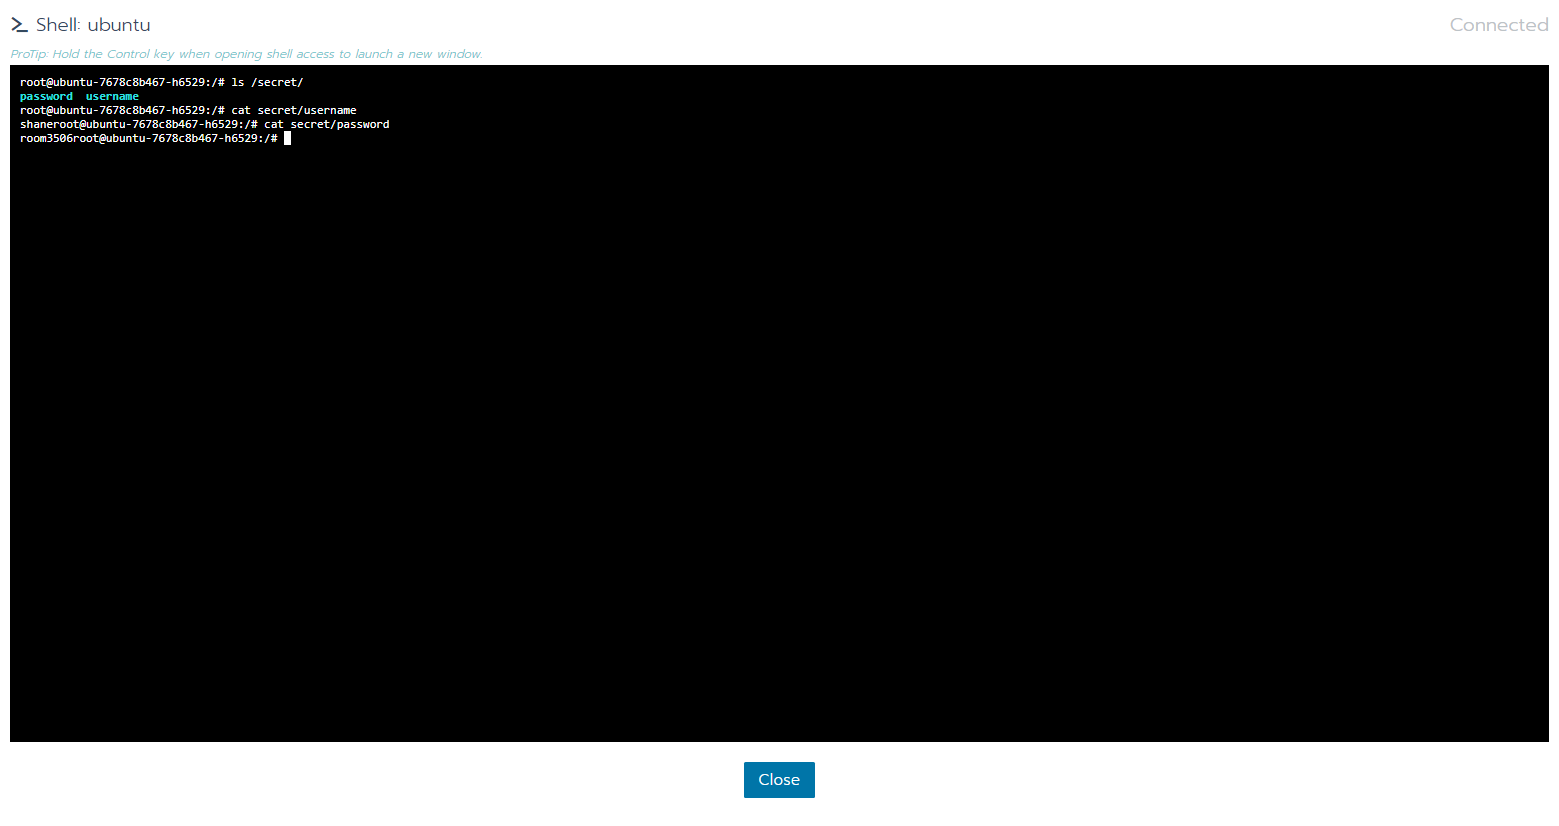 Shell: ubuntu
Connected
ProTip: Hold the Control key when opening shell access to launch a new window.
root@ubuntu-7678c8b467-h6529:/# ls /secret/
password  username
root@ubuntu-7678c8b467-h6529:/# cat secret/username
shaneroot@ubuntu-7678c8b467-h6529:/# cat secret/password
room3506root@ubuntu-7678c8b467-h6529:/#
Close